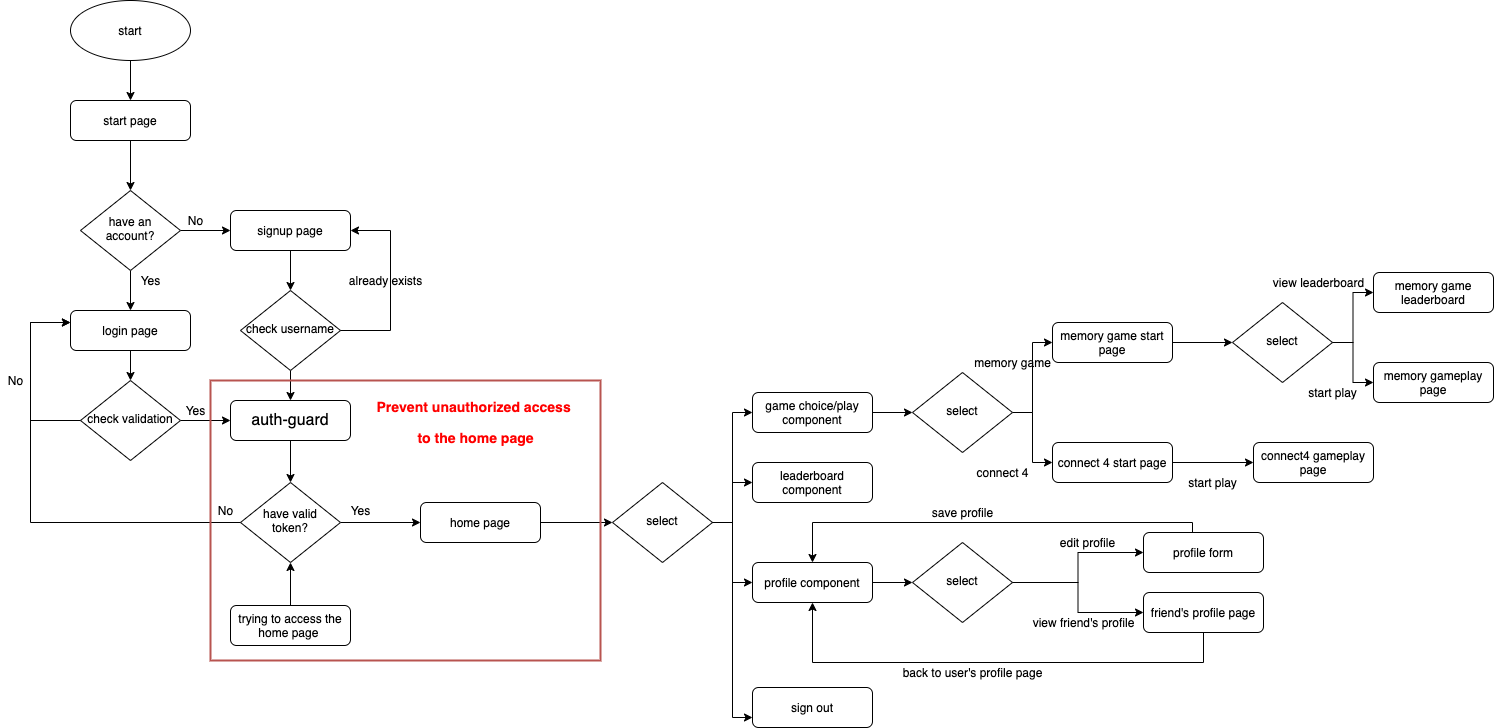 start
start page
have an
account?
No
signup page
Yes
already exists
login page
check username
No
check validation
Yes
auth-guard
Prevent unauthorized access
to the home page
No
have valid
token?
Yes
home page
select
trying to access the
home page
game choice/play
component
select
memory game
memory game start
page
select
view leaderboard
memory game
leaderboard
start play
memory gameplay
page
connect 4
connect 4 start page
start play
connect4 gameplay
page
leaderboard
component
save profile
profile component
select
edit profile
profile form
view friend's profile
friend's profile page
back to user's profile page
sign out